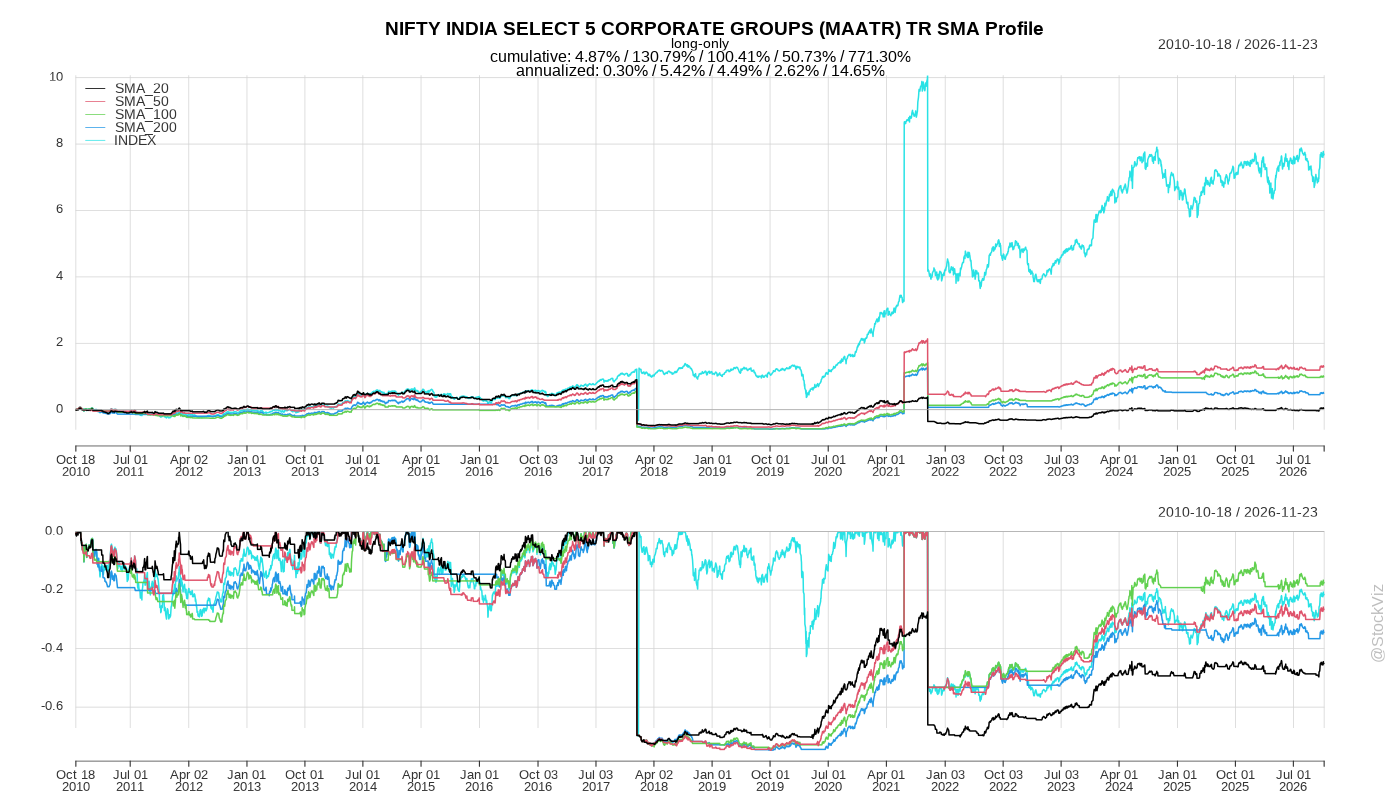 NIFTY INDIA SELECT 5 CORPORATE GROUPS (MAATR) TR SMA Profile
long-only
cumulative: 4.87% / 130.79% / 100.41% / 50.73% / 771.30%
annualized: 0.30% / 5.42% / 4.49% / 2.62% / 14.65%
2010-10-18 / 2026-11-23
SMA_20
SMA_50
SMA_100
SMA_200
INDEX
10
8
6
4
2
0
Oct 18 Jul 01 Apr 02 Jan 01 Oct 01 Jul 01 Apr 01 Jan 01 Oct 03 Jul 03 Apr 02 Jan 01 Oct 01 Jul 01 Apr 01 Jan 03 Oct 03 Jul 03 Apr 01 Jan 01 Oct 01 Jul 01
2010 2011 2012 2013 2013 2014 2015 2016 2016 2017 2018 2019 2019 2020 2021 2022 2022 2023 2024 2025 2025 2026
2010-10-18 / 2026-11-23
0.0
-0.2
-0.4
-0.6
Oct 18 Jul 01 Apr 02 Jan 01 Oct 01 Jul 01 Apr 01 Jan 01 Oct 03 Jul 03 Apr 02 Jan 01 Oct 01 Jul 01 Apr 01 Jan 03 Oct 03 Jul 03 Apr 01 Jan 01 Oct 01 Jul 01
2010 2011 2012 2013 2013 2014 2015 2016 2016 2017 2018 2019 2019 2020 2021 2022 2022 2023 2024 2025 2025 2026
@StockViz